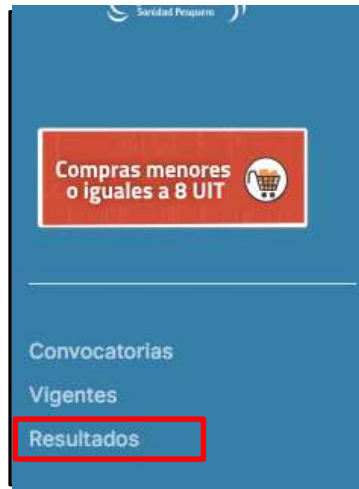 Sanidad Pesquera
Compras menores
o iguales a 8 UIT
Convocatorias
Vigentes
Resultados